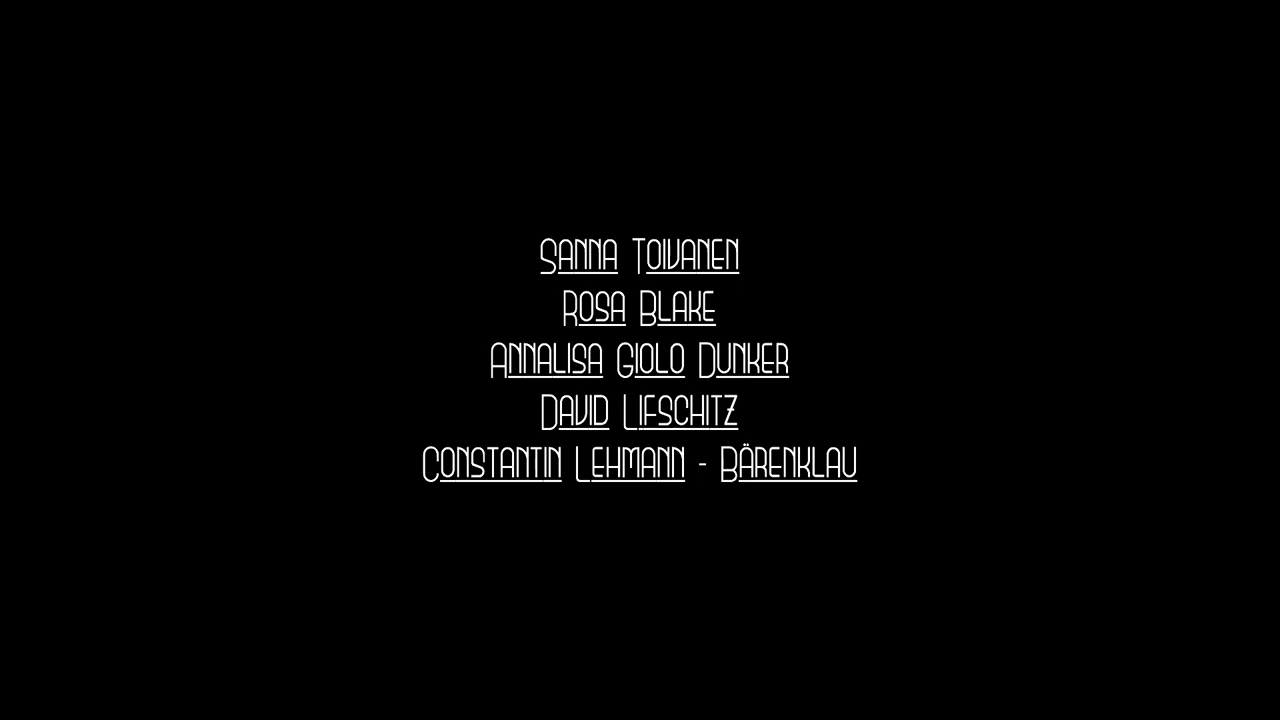 Sanna Toivanen
Rosa Blake
Annalisa Giolo Dunker
David Lifschitz
Constantin Lehmann - Bärenklau